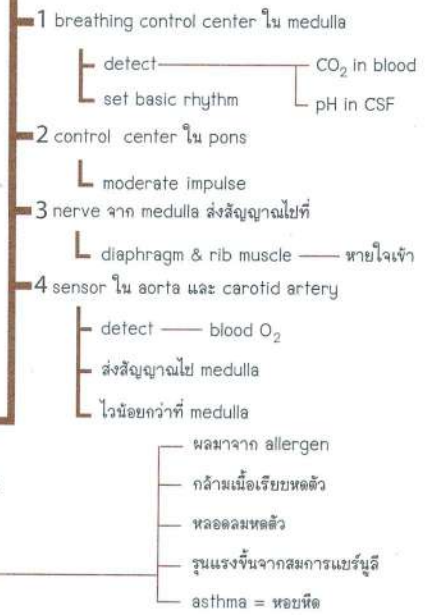 1 breathing control center ใน medulla
detect CO₂ in blood
set basic rhythm pH in CSF
2 control center ใน pons
moderate impulse
3 nerve จาก medulla ส่งสัญญาณไปที่
diaphragm & rib muscle หายใจเข้า
4 sensor ใน aorta และ carotid artery
detect blood O₂
ส่งสัญญาณไป medulla
ไวน้อยกว่าที่ medulla
ผลมาจาก allergen
กล้ามเนื้อเรียบหดตัว
หลอดลมหดตัว
รุนแรงขึ้นจากสมการแบร์นูลี
asthma = หอบหืด